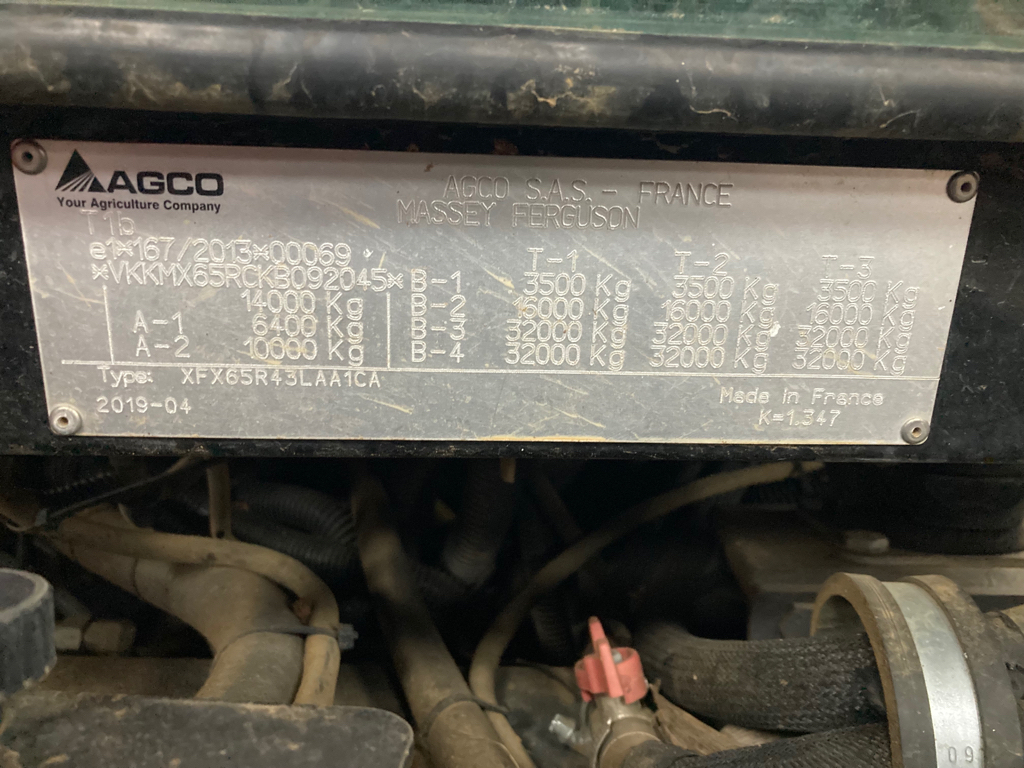 AGCO
Your Agriculture Company
AGCO S.A.S. - FRANCE
MASSEY FERGUSON
T1b
e1*167/2013*00069
*VKKMX65RCKB092045*
14000 Kg
A-1 6400 Kg
A-2 10000 Kg
T-1 T-2 T-3
B-1 3500 Kg 3500 Kg 3500 Kg
B-2 16000 Kg 16000 Kg 16000 Kg
B-3 32000 Kg 32000 Kg 32000 Kg
B-4 32000 Kg 32000 Kg 32000 Kg
Type: XFX65R43LAA1CA
2019-04
Made in France
K=1.347
09